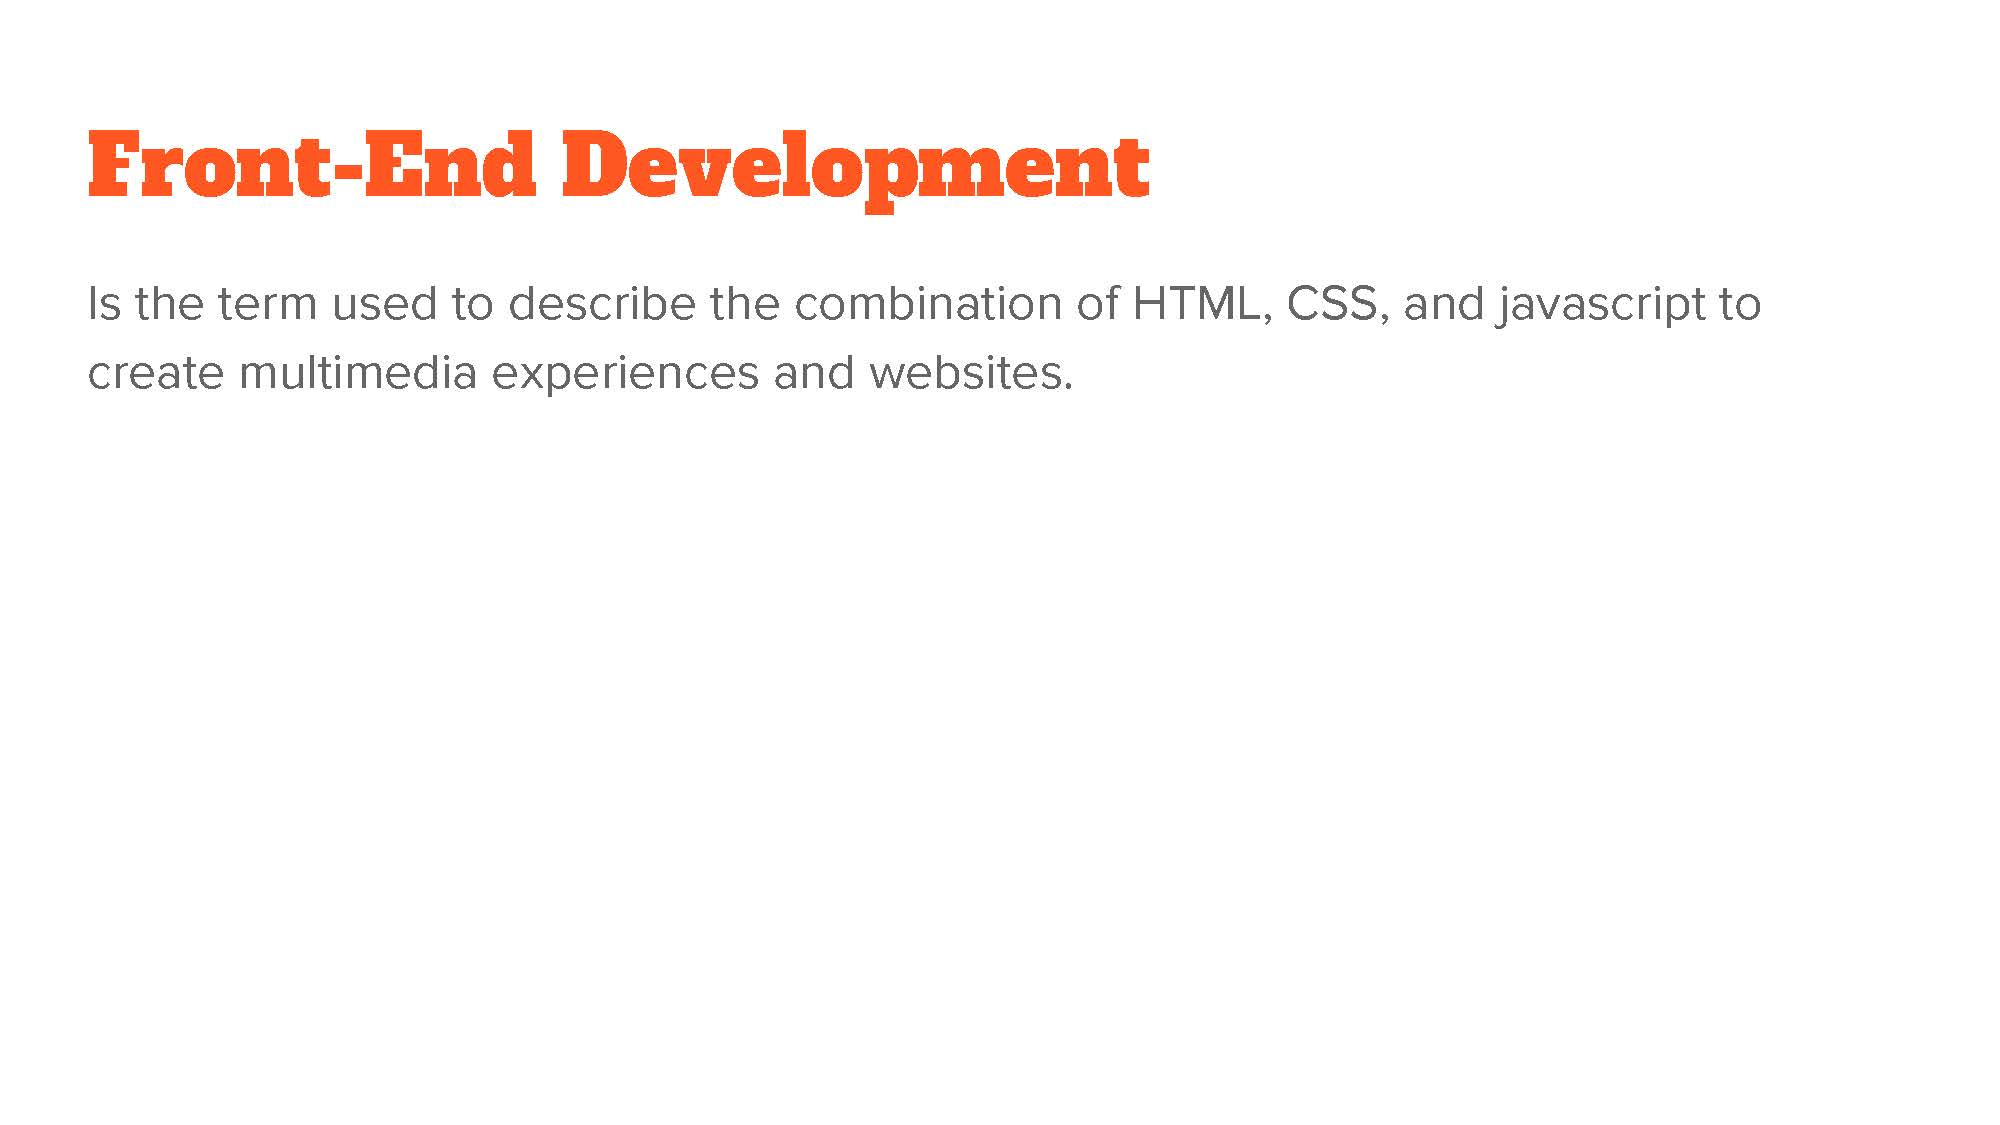 Front-End Development
Is the term used to describe the combination of HTML, CSS, and javascript to
create multimedia experiences and websites.